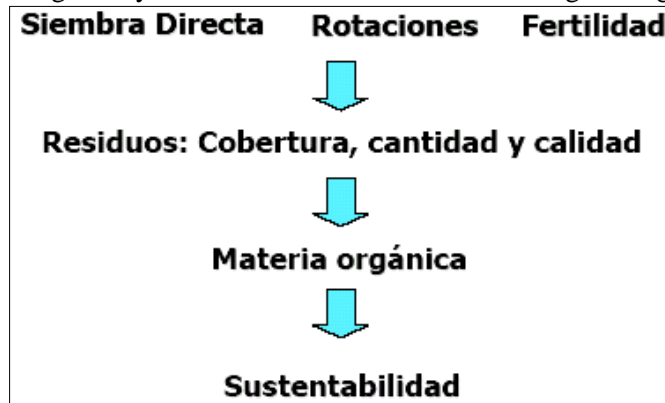 Siembra Directa Rotaciones Fertilidad
Residuos: Cobertura, cantidad y calidad
Materia orgánica
Sustentabilidad